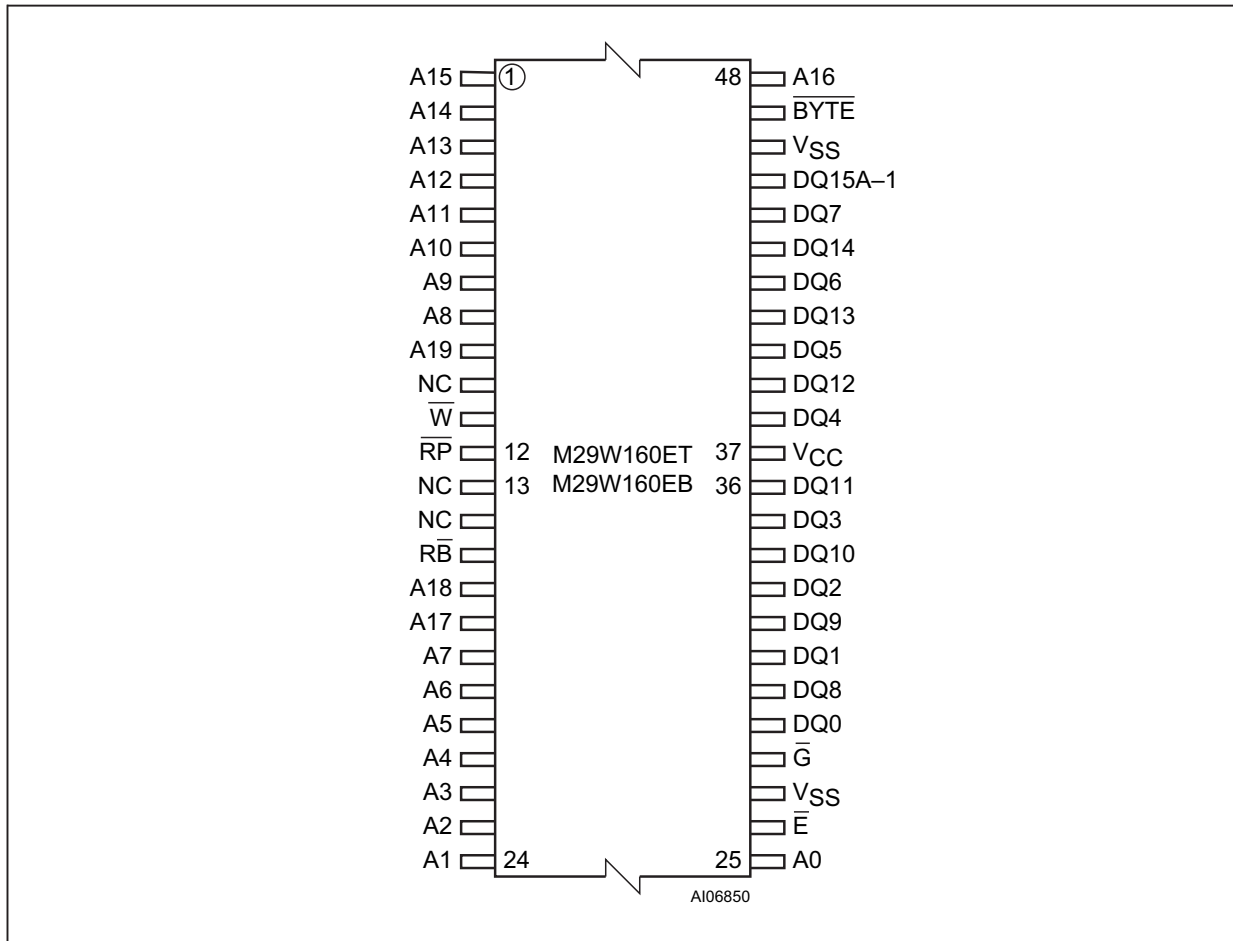 A15 1 48 A16
A14 B̅Y̅T̅E̅
A13 VSS
A12 DQ15A–1
A11 DQ7
A10 DQ14
A9 DQ6
A8 DQ13
A19 DQ5
NC DQ12
W̅ DQ4
R̅P̅ 12 M29W160ET 37 VCC
NC 13 M29W160EB 36 DQ11
NC DQ3
RB̅ DQ10
A18 DQ2
A17 DQ9
A7 DQ1
A6 DQ8
A5 DQ0
A4 G̅
A3 VSS
A2 E̅
A1 24 25 A0
AI06850